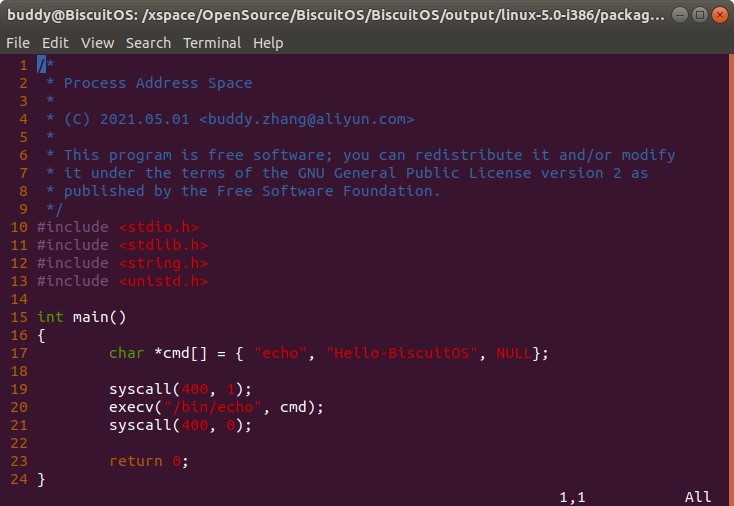 buddy@BiscuitOS: /xspace/OpenSource/BiscuitOS/BiscuitOS/output/linux-5.0-i386/packag...
File Edit View Search Terminal Help
1 /*
2  * Process Address Space
3  *
4  * (C) 2021.05.01 <buddy.zhang@aliyun.com>
5  *
6  * This program is free software; you can redistribute it and/or modify
7  * it under the terms of the GNU General Public License version 2 as
8  * published by the Free Software Foundation.
9  */
10 #include <stdio.h>
11 #include <stdlib.h>
12 #include <string.h>
13 #include <unistd.h>
14
15 int main()
16 {
17         char *cmd[] = { "echo", "Hello-BiscuitOS", NULL};
18
19         syscall(400, 1);
20         execv("/bin/echo", cmd);
21         syscall(400, 0);
22
23         return 0;
24 }
1,1 All